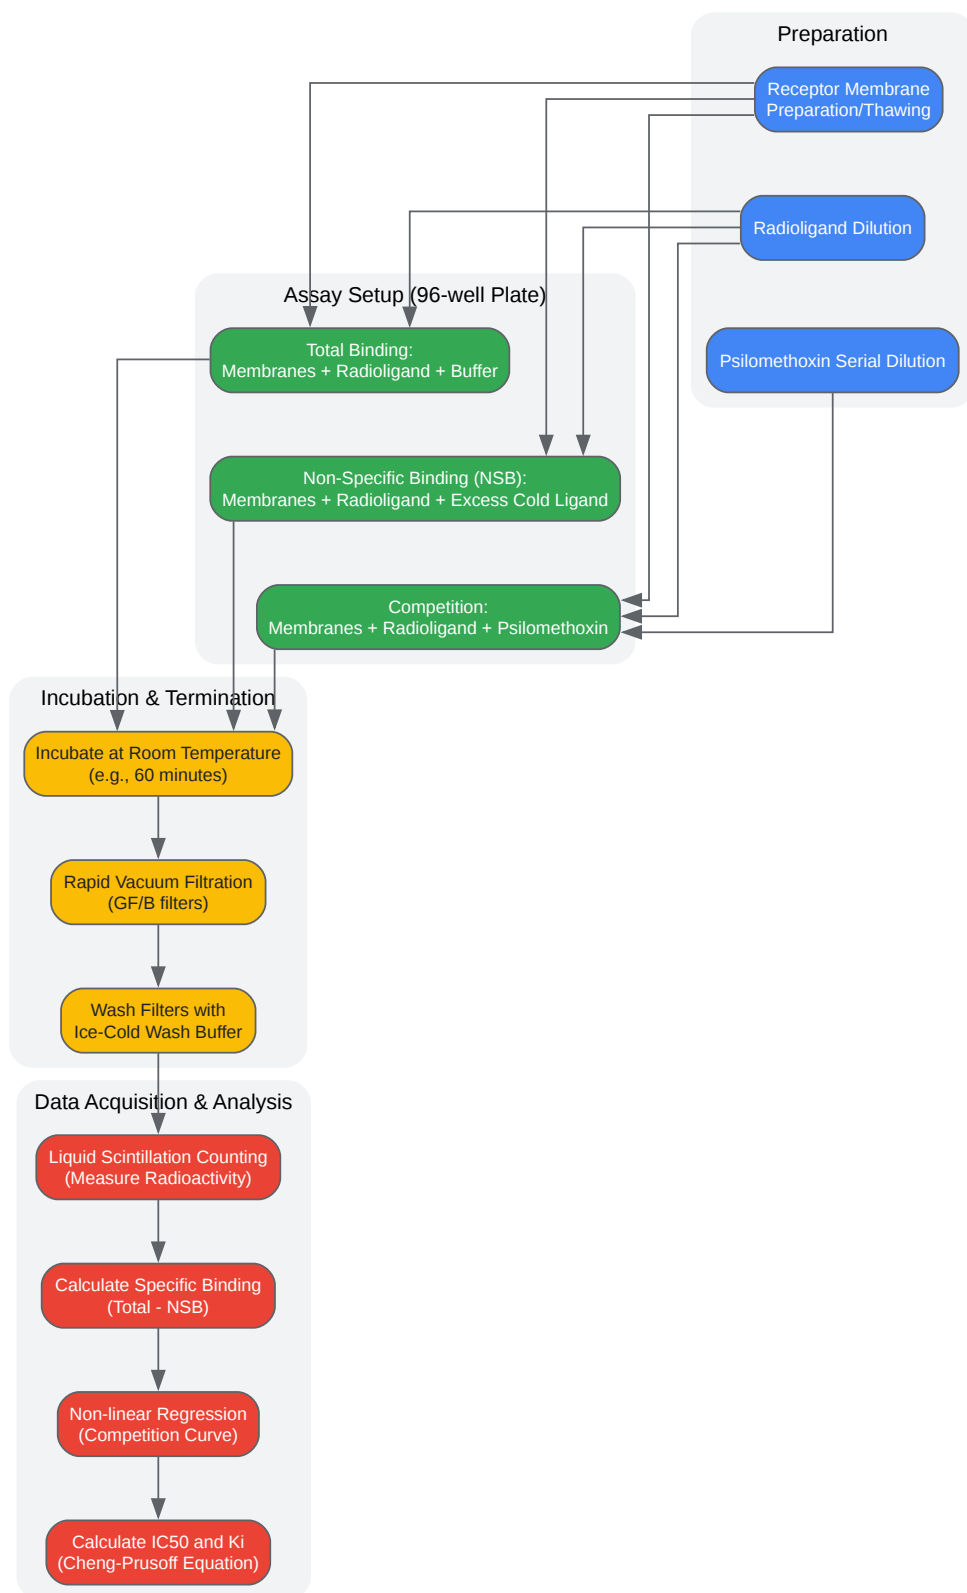 Preparation
Receptor Membrane
Preparation/Thawing
Radioligand Dilution
Psilomethoxin Serial Dilution
Assay Setup (96-well Plate)
Total Binding:
Membranes + Radioligand + Buffer
Non-Specific Binding (NSB):
Membranes + Radioligand + Excess Cold Ligand
Competition:
Membranes + Radioligand + Psilomethoxin
Incubation & Termination
Incubate at Room Temperature
(e.g., 60 minutes)
Rapid Vacuum Filtration
(GF/B filters)
Wash Filters with
Ice-Cold Wash Buffer
Data Acquisition & Analysis
Liquid Scintillation Counting
(Measure Radioactivity)
Calculate Specific Binding
(Total - NSB)
Non-linear Regression
(Competition Curve)
Calculate IC50 and Ki
(Cheng-Prusoff Equation)